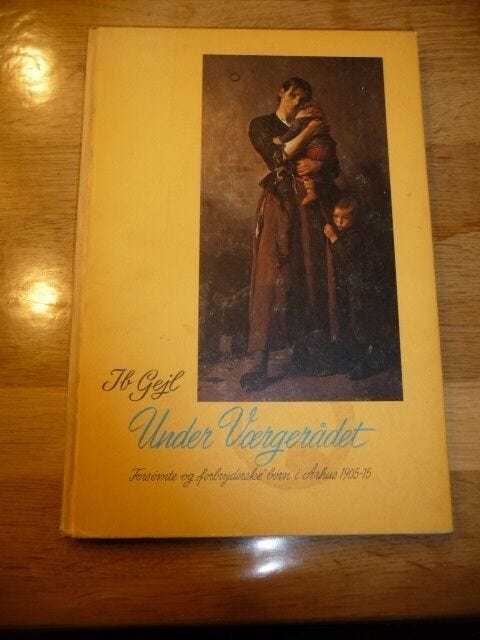 Ib Gejl
Under Værgerådet
Forsømte og forbryderske børn i Århus 1905-15